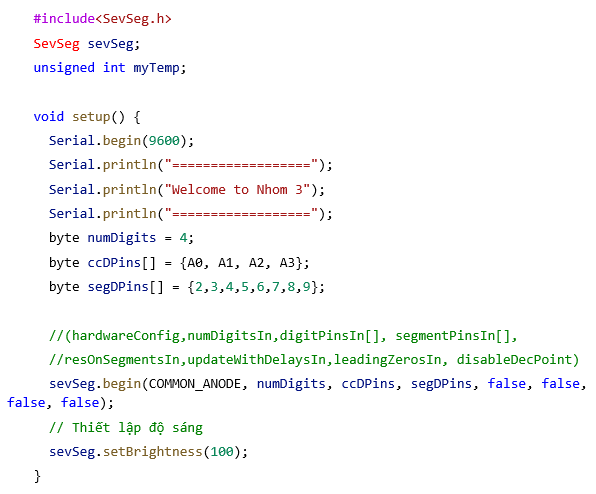 #include<SevSeg.h>
SevSeg sevSeg;
unsigned int myTemp;
void setup() {
Serial.begin(9600);
Serial.println("==================");
Serial.println("Welcome to Nhom 3");
Serial.println("==================");
byte numDigits = 4;
byte ccDPins[] = {A0, A1, A2, A3};
byte segDPins[] = {2,3,4,5,6,7,8,9};
//(hardwareConfig,numDigitsIn,digitPinsIn[], segmentPinsIn[],
//resOnSegmentsIn,updateWithDelaysIn,leadingZerosIn, disableDecPoint)
sevSeg.begin(COMMON_ANODE, numDigits, ccDPins, segDPins, false, false,
false, false);
// Thiết lập độ sáng
sevSeg.setBrightness(100);
}